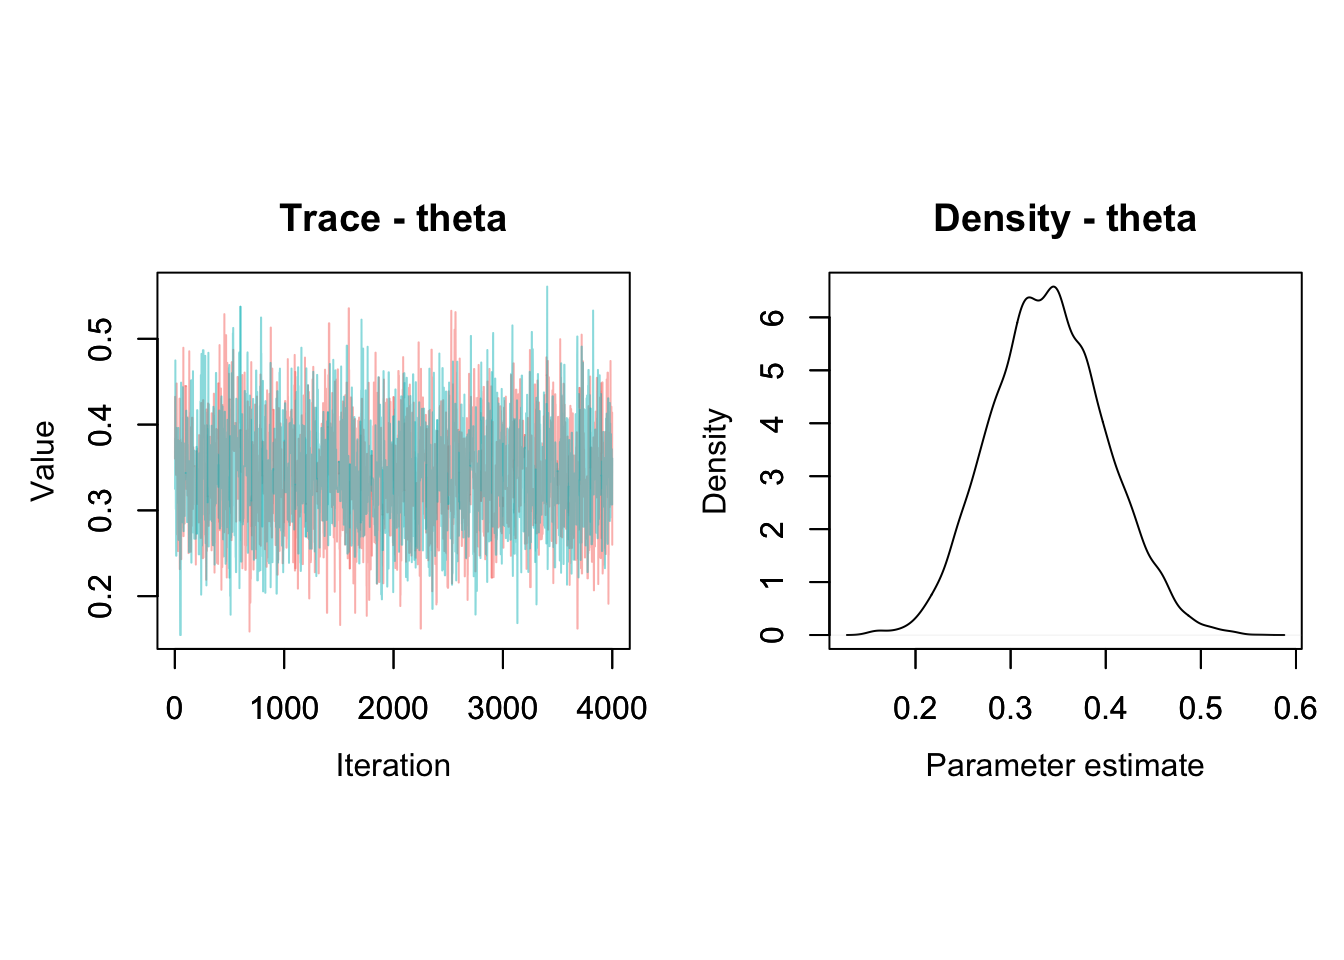 Trace - theta
Value
0.2 0.3 0.4 0.5
0 1000 2000 3000 4000
Iteration
Density - theta
Density
0 1 2 3 4 5 6
0.2 0.3 0.4 0.5 0.6
Parameter estimate